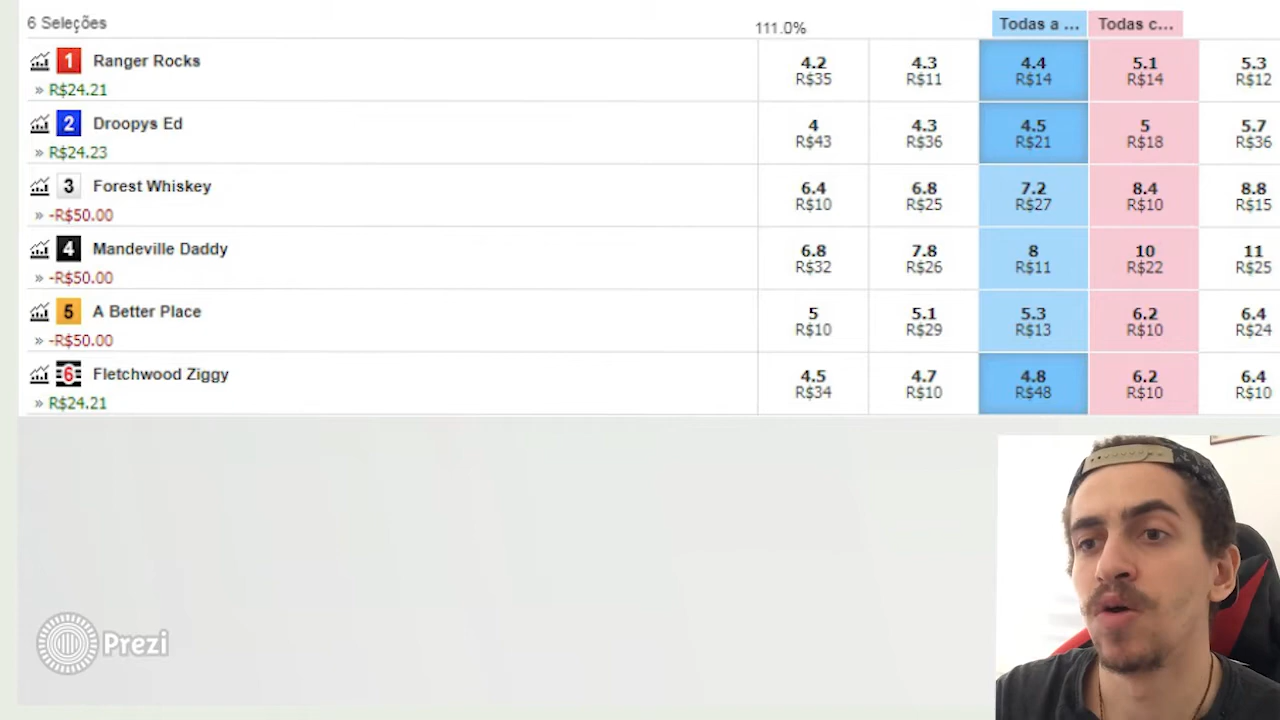 6 Seleções 111.0% Todas a ... Todas c...
1 Ranger Rocks 4.2 4.3 4.4 5.1 5.3
R$35 R$11 R$14 R$14 R$12
» R$24.21
2 Droopys Ed 4 4.3 4.5 5 5.7
R$43 R$36 R$21 R$18 R$36
» R$24.23
3 Forest Whiskey 6.4 6.8 7.2 8.4 8.8
R$10 R$25 R$27 R$10 R$15
» -R$50.00
4 Mandeville Daddy 6.8 7.8 8 10 11
R$32 R$26 R$11 R$22 R$25
» -R$50.00
5 A Better Place 5 5.1 5.3 6.2 6.4
R$10 R$29 R$13 R$10 R$24
» -R$50.00
6 Fletchwood Ziggy 4.5 4.7 4.8 6.2 6.4
R$34 R$10 R$48 R$10 R$10
» R$24.21
Prezi